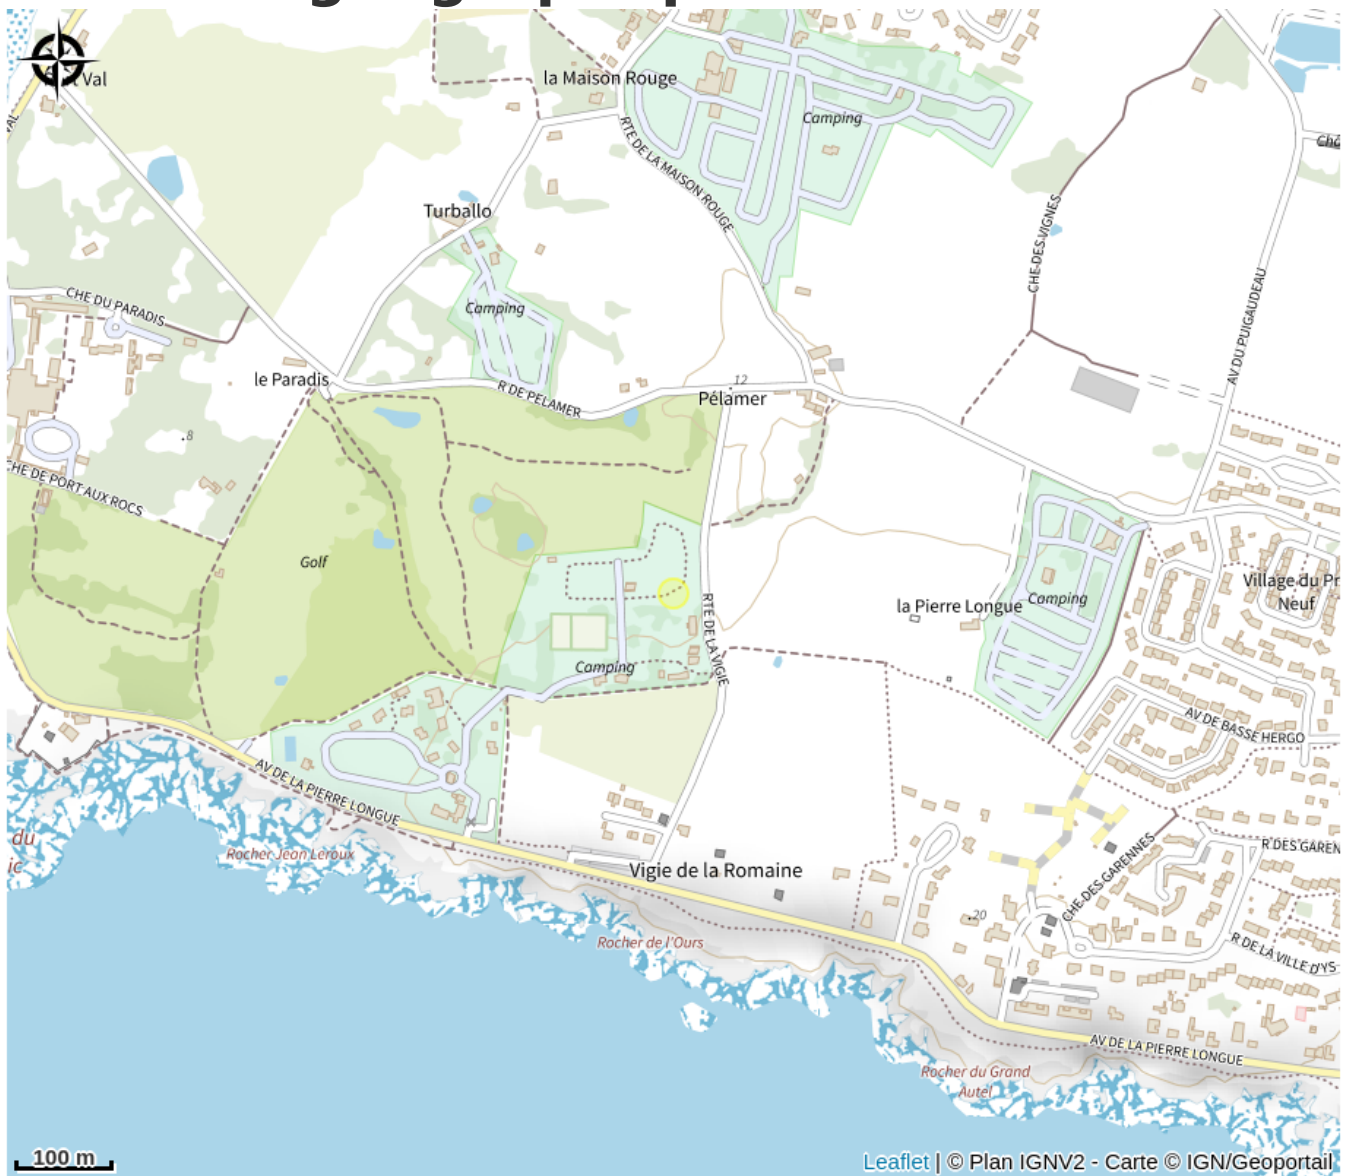 Val
la Maison Rouge
Camping
RTE DE LA MAISON ROUGE
Turballo
CHE DES VIGNES
CHE DU PARADIS
Camping
AV DU PUIGAUDEAU
le Paradis
R DE PELAMER
12
Pélamer
8
CHE DE PORT AUX ROCS
Golf
Village du Pr
Neuf
la Pierre Longue
Camping
RTE DE LA VIGIE
Camping
AV DE BASSE HERGO
AV DE LA PIERRE LONGUE
du
ic
Rocher Jean Leroux
Vigie de la Romaine
R DES GAREN
CHE DES GARENNES
20
Rocher de l'Ours
R DE LA VILLE D'YS
AV DE LA PIERRE LONGUE
Rocher du Grand
Autel
100 m
Leaflet | © Plan IGNV2 - Carte © IGN/Geoportail